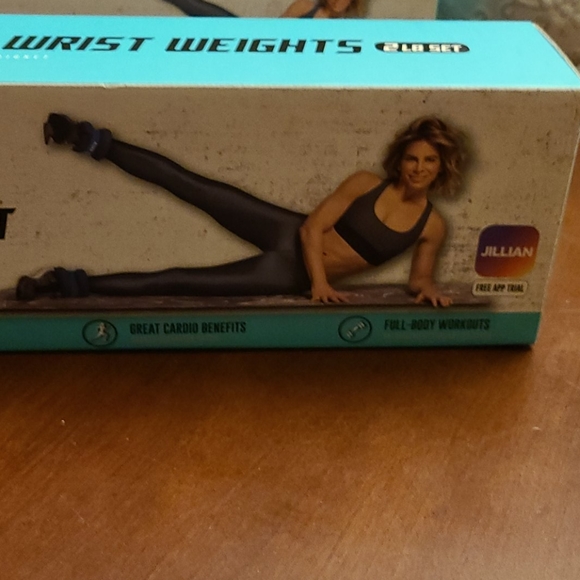 WRIST WEIGHTS 2 LB SET
T
JILLIAN
FREE APP TRIAL
GREAT CARDIO BENEFITS
FULL-BODY WORKOUTS